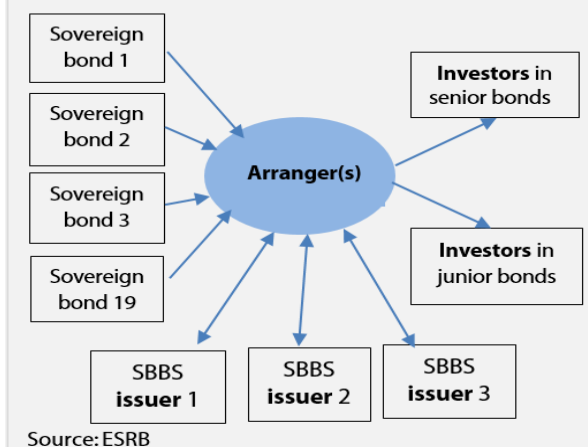 Sovereign
bond 1
Sovereign
bond 2
Sovereign
bond 3
Sovereign
bond 19
Arranger(s)
Investors in
senior bonds
Investors in
junior bonds
SBBS
issuer 1
SBBS
issuer 2
SBBS
issuer 3
Source: ESRB